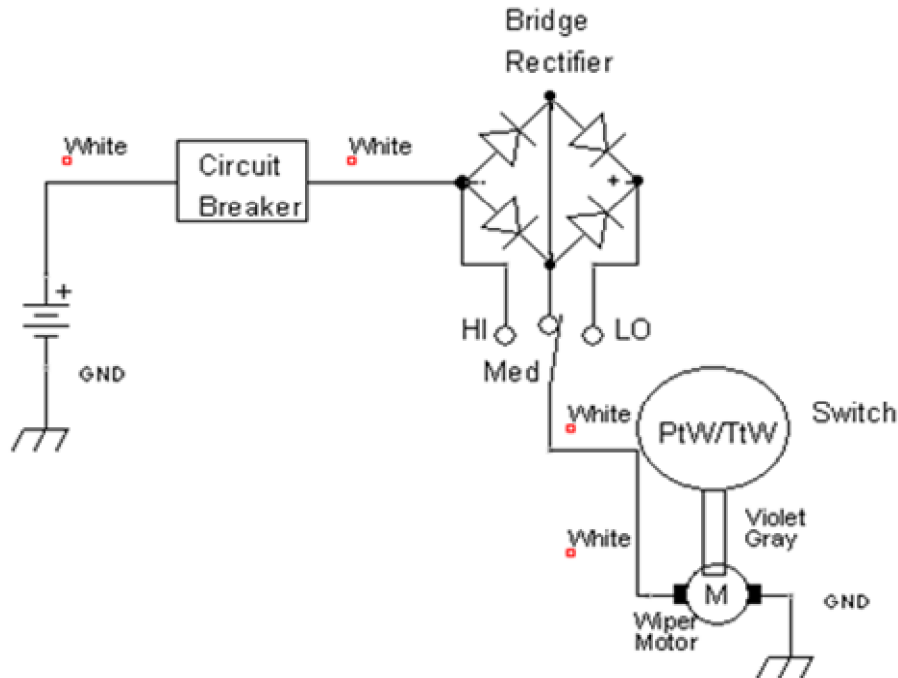 Bridge
Rectifier
White
White
Circuit
Breaker
-
+
+
HI
LO
Med
GND
White
PtW/TtW
Switch
Violet
Gray
White
M
GND
Wiper
Motor